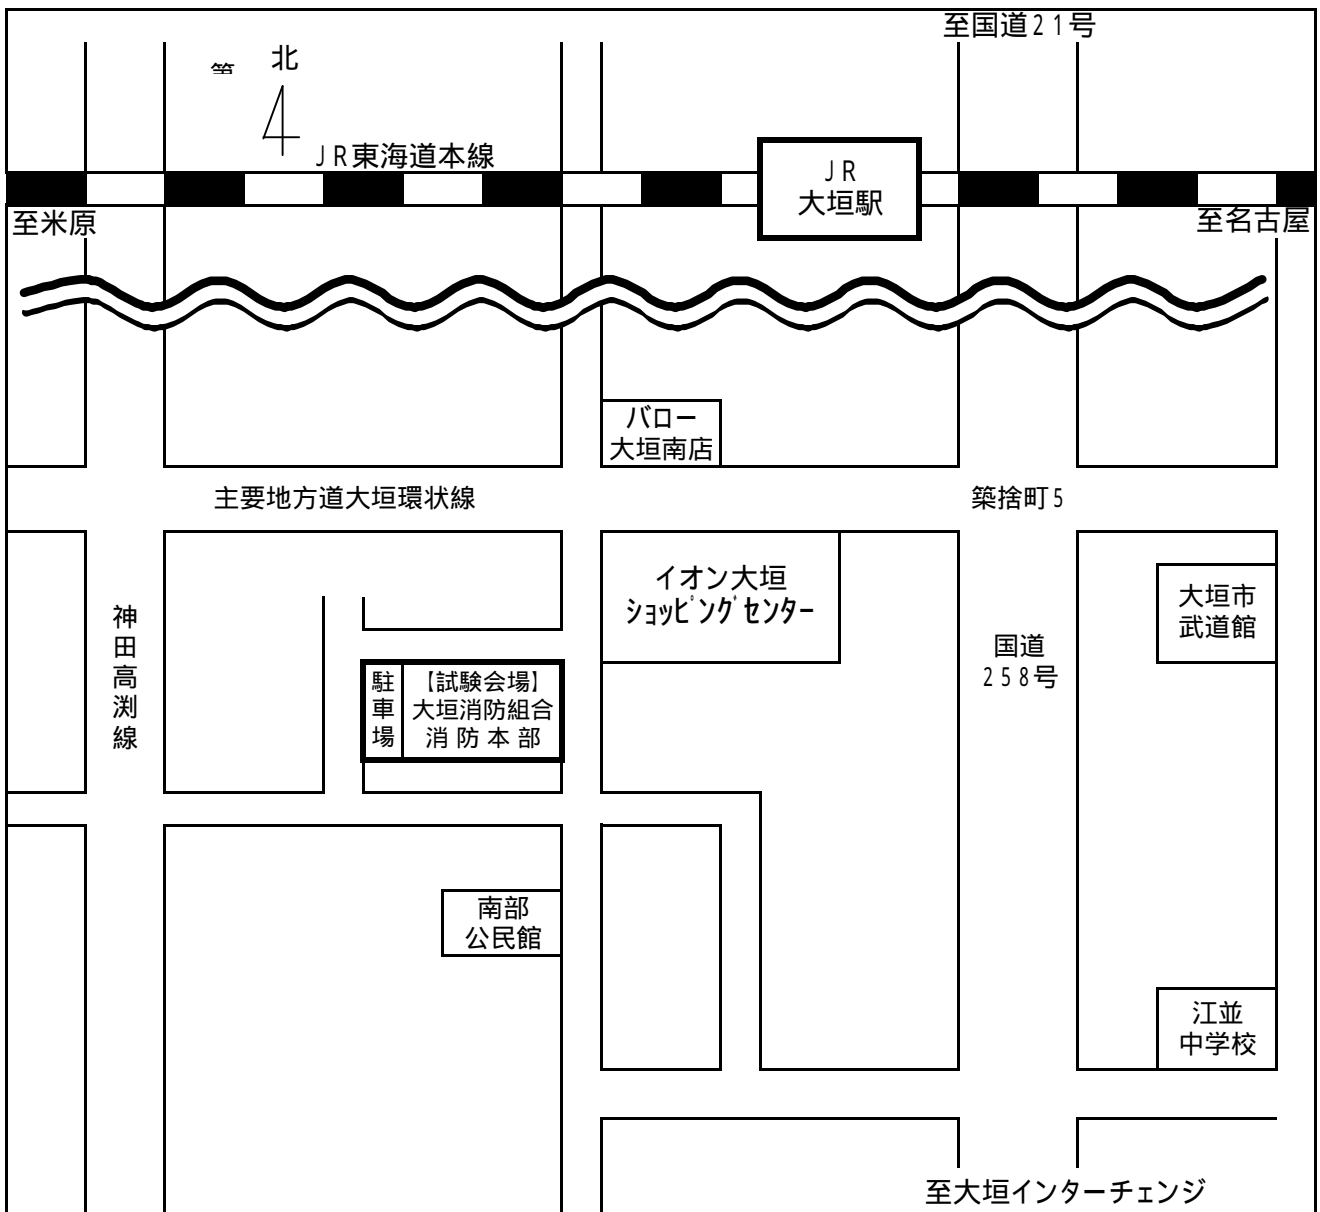 至国道21号
北
JR東海道本線
JR
大垣駅
至米原
至名古屋
バロー
大垣南店
主要地方道大垣環状線
築捨町5
イオン大垣
ショッピングセンター
大垣市
武道館
神田高渕線
国道
258号
駐車場
【試験会場】
大垣消防組合
消防本部
南部
公民館
江並
中学校
至大垣インターチェンジ